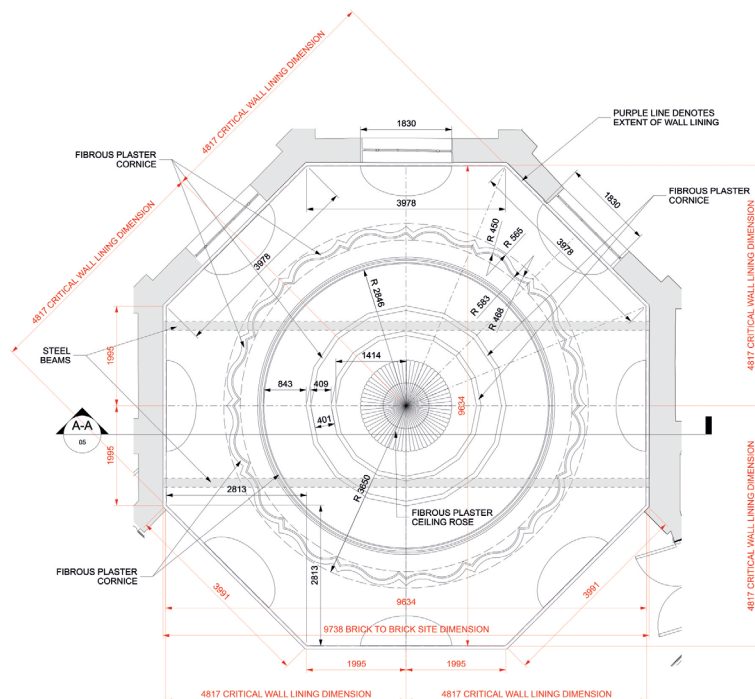 4817 CRITICAL WALL LINING DIMENSION
1830
PURPLE LINE DENOTES
EXTENT OF WALL LINING
FIBROUS PLASTER
CORNICE
FIBROUS PLASTER
CORNICE
1830
3978
R 450
R 565
3978
3978
4817 CRITICAL WALL LINING DIMENSION
4817 CRITICAL WALL LINING DIMENSION
R 2846
R 583
R 468
STEEL
BEAMS
1995
1414
843
409
401
9634
A-A
05
1995
2813
R 3650
FIBROUS PLASTER
CEILING ROSE
4817 CRITICAL WALL LINING DIMENSION
FIBROUS PLASTER
CORNICE
2813
3991
3991
9634
9738 BRICK TO BRICK SITE DIMENSION
1995
1995
4817 CRITICAL WALL LINING DIMENSION
4817 CRITICAL WALL LINING DIMENSION